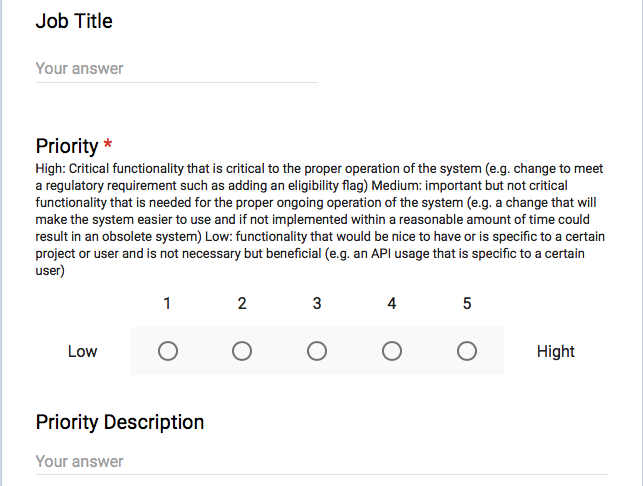 Job Title
Your answer
Priority *
High: Critical functionality that is critical to the proper operation of the system (e.g. change to meet
a regulatory requirement such as adding an eligibility flag) Medium: important but not critical
functionality that is needed for the proper ongoing operation of the system (e.g. a change that will
make the system easier to use and if not implemented within a reasonable amount of time could
result in an obsolete system) Low: functionality that would be nice to have or is specific to a certain
project or user and is not necessary but beneficial (e.g. an API usage that is specific to a certain
user)
1 2 3 4 5
Low Hight
Priority Description
Your answer